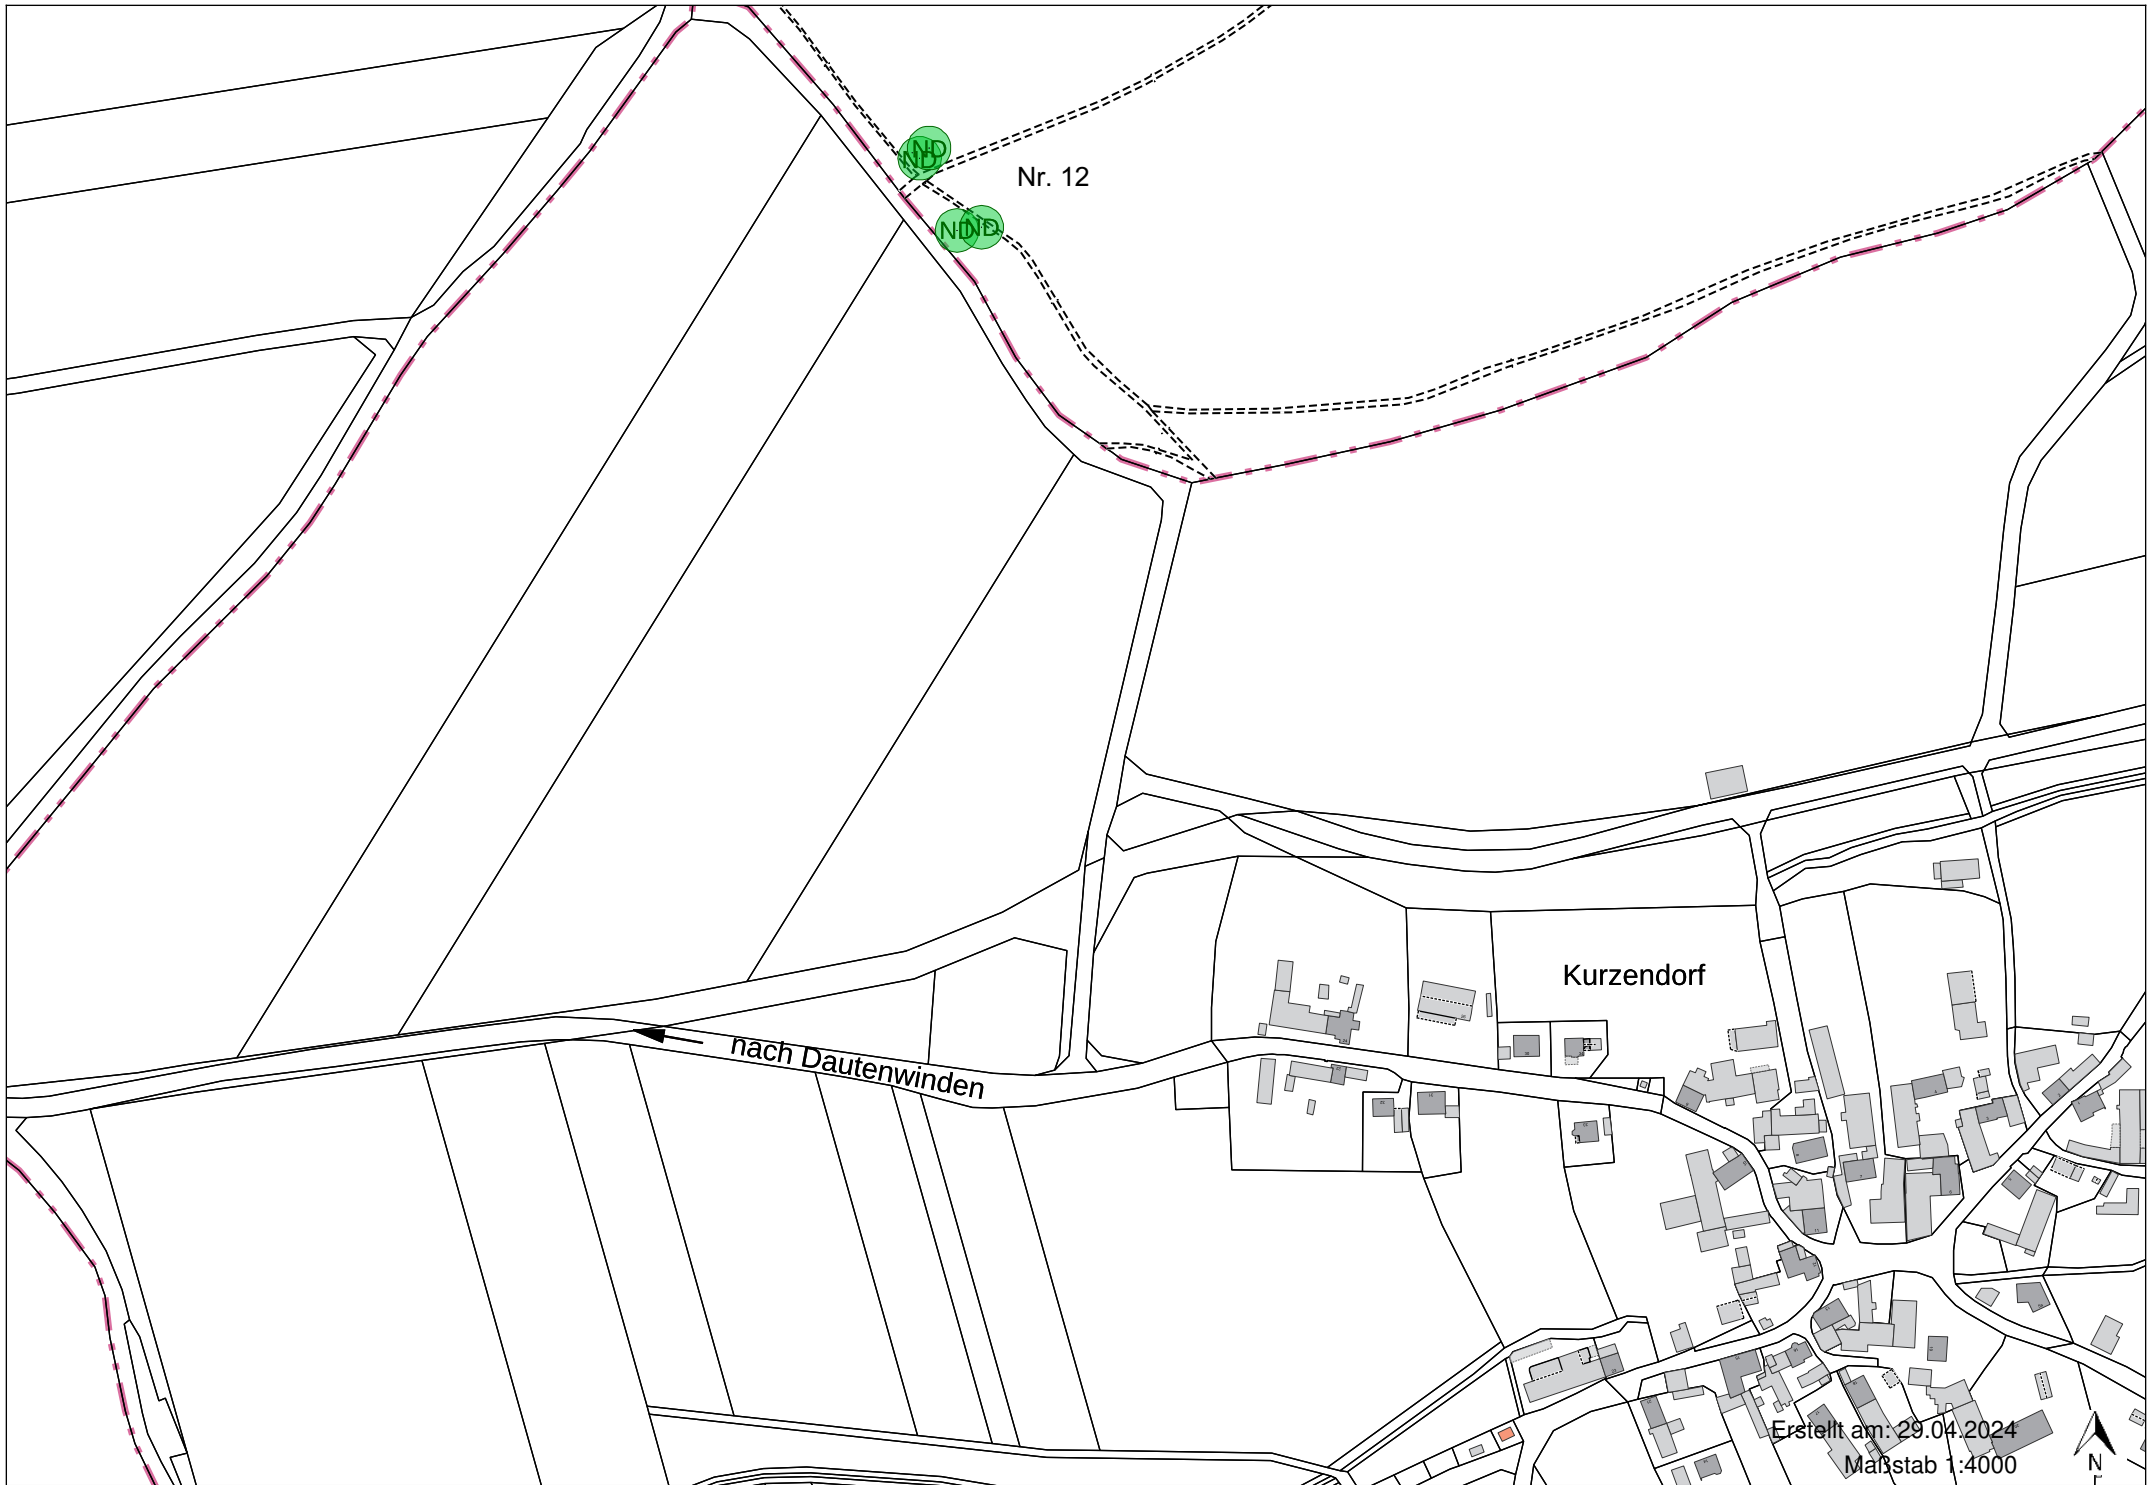 ND
ND
Nr. 12
ND
ND
Kurzendorf
nach Dautenwinden
Erstellt am: 29.04.2024
Maßstab 1:4000
N